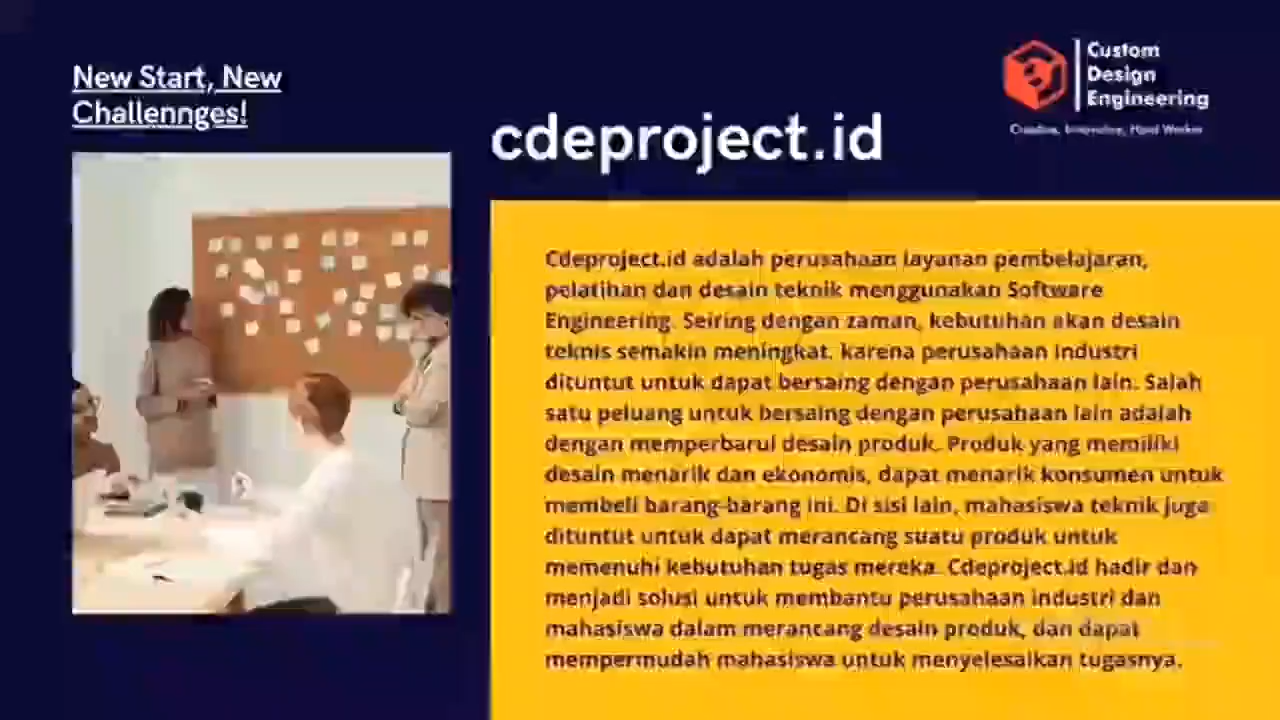 New Start, New
Challennges!
cdeproject.id
Custom
Design
Engineering
Creative, Innovative, Hard Worker
Cdeproject.id adalah perusahaan layanan pembelajaran,
pelatihan dan desain teknik menggunakan Software
Engineering. Seiring dengan zaman, kebutuhan akan desain
teknis semakin meningkat. karena perusahaan industri
dituntut untuk dapat bersaing dengan perusahaan lain. Salah
satu peluang untuk bersaing dengan perusahaan lain adalah
dengan memperbarui desain produk. Produk yang memiliki
desain menarik dan ekonomis, dapat menarik konsumen untuk
membeli barang-barang ini. Di sisi lain, mahasiswa teknik juga
dituntut untuk dapat merancang suatu produk untuk
memenuhi kebutuhan tugas mereka. Cdeproject.id hadir dan
menjadi solusi untuk membantu perusahaan industri dan
mahasiswa dalam merancang desain produk, dan dapat
mempermudah mahasiswa untuk menyelesaikan tugasnya.